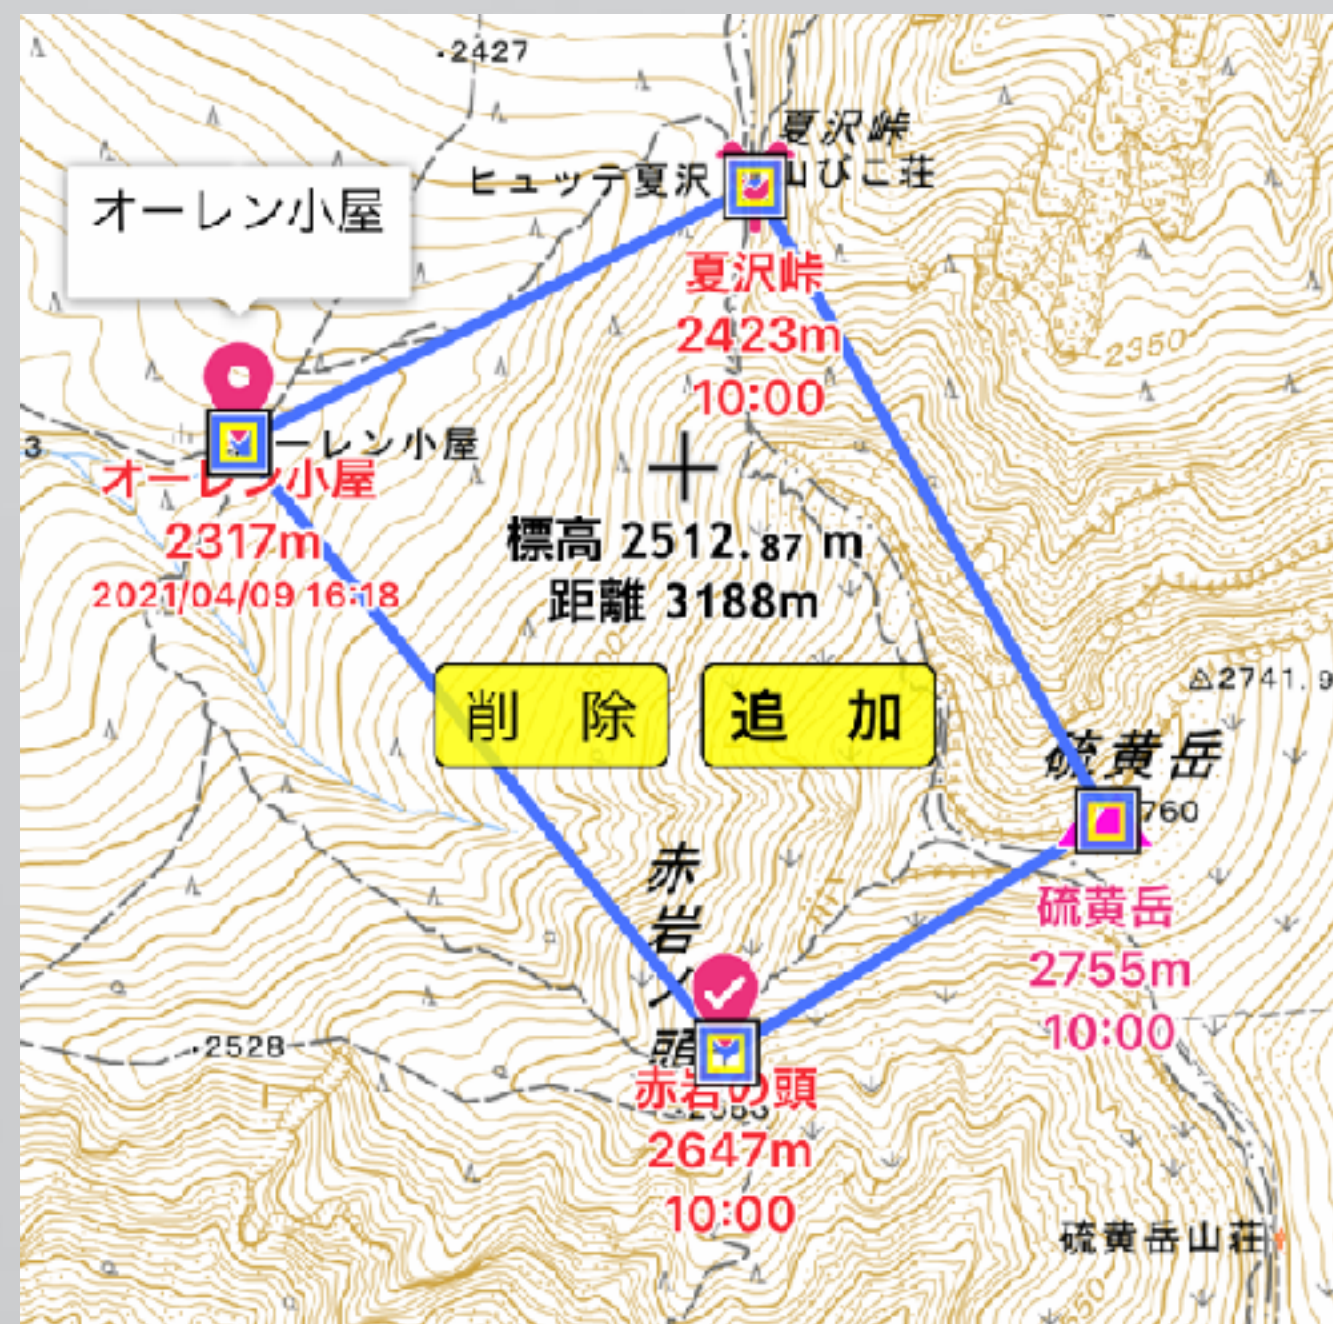 .2427
夏沢峠
ヒュッテ夏沢
山びこ荘
オーレン小屋
夏沢峠
2423m
10:00
2350
3
ーレン小屋
オーレン小屋
2317m
2021/04/09 16:18
標高 2512.87 m
距離 3188m
削 除
追 加
2741.9
硫黄岳
760
硫黄岳
2755m
10:00
赤岩ノ頭
.2528
赤岩の頭
2647m
10:00
硫黄岳山荘